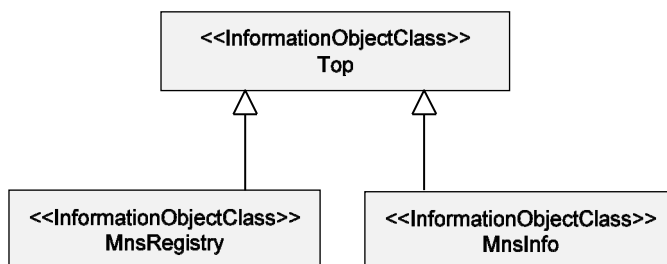 <<InformationObjectClass>>
Top
<<InformationObjectClass>>
MnsRegistry
<<InformationObjectClass>>
MnsInfo